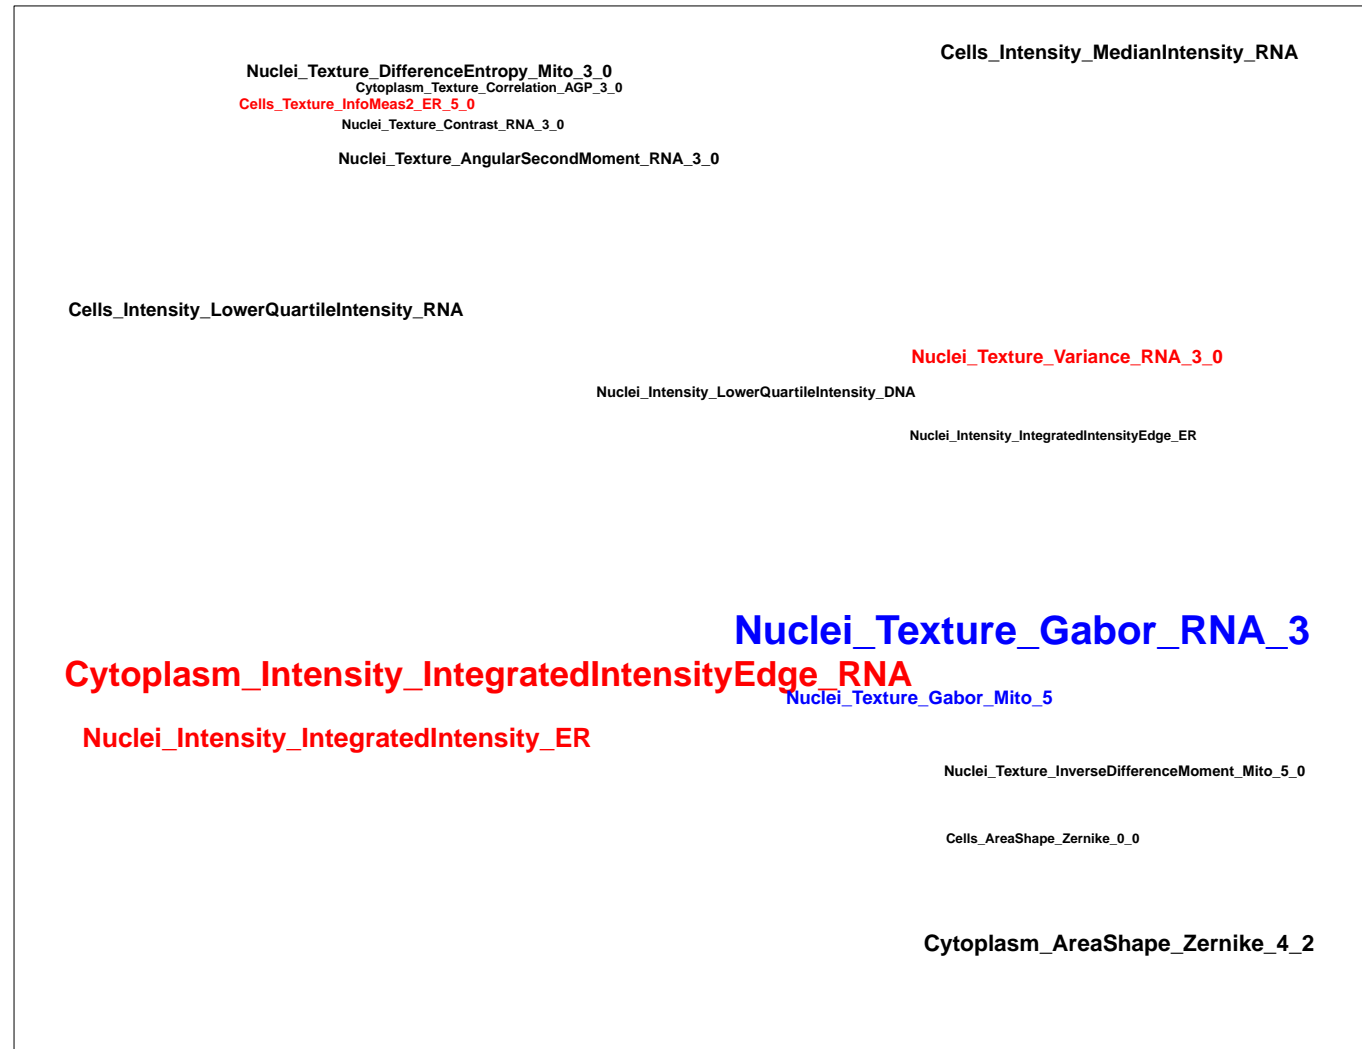 Cells_Intensity_MedianIntensity_RNA
Nuclei_Texture_DifferenceEntropy_Mito_3_0
Cytoplasm_Texture_Correlation_AGP_3_0
Cells_Texture_InfoMeas2_ER_5_0
Nuclei_Texture_Contrast_RNA_3_0
Nuclei_Texture_AngularSecondMoment_RNA_3_0
Cells_Intensity_LowerQuartileIntensity_RNA
Nuclei_Texture_Variance_RNA_3_0
Nuclei_Intensity_LowerQuartileIntensity_DNA
Nuclei_Intensity_IntegratedIntensityEdge_ER
Nuclei_Texture_Gabor_RNA_3
Cytoplasm_Intensity_IntegratedIntensityEdge_RNA
Nuclei_Texture_Gabor_Mito_5
Nuclei_Intensity_IntegratedIntensity_ER
Nuclei_Texture_InverseDifferenceMoment_Mito_5_0
Cells_AreaShape_Zernike_0_0
Cytoplasm_AreaShape_Zernike_4_2